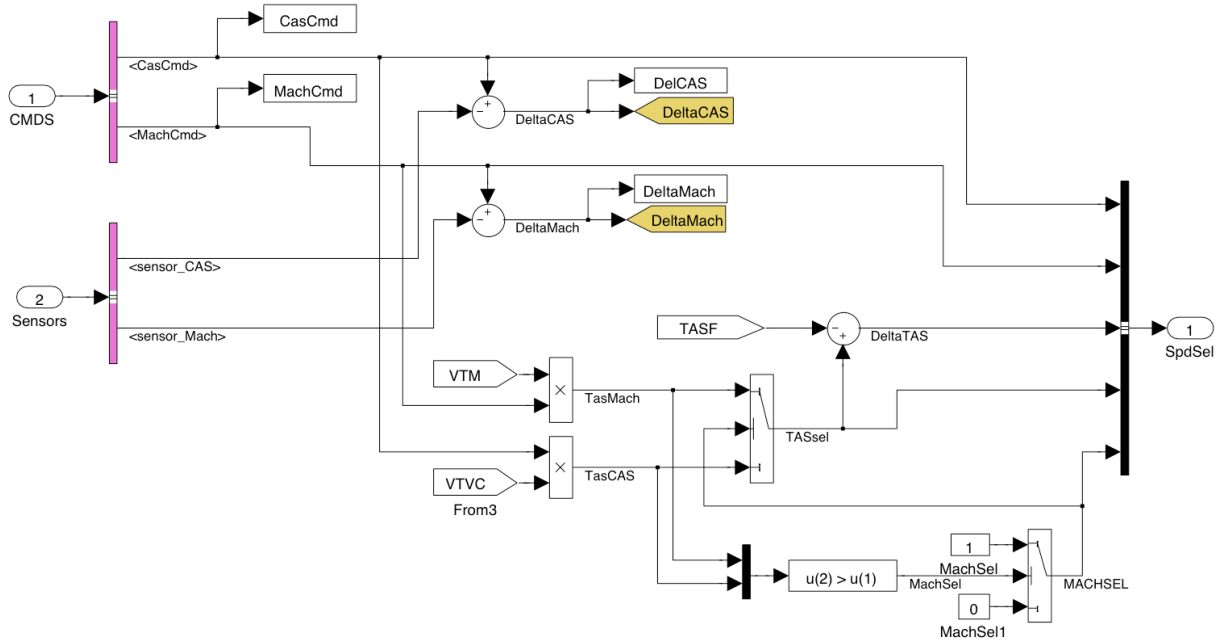 CasCmd
<CasCmd>
MachCmd
1
CMDS
<MachCmd>
DelCAS
DeltaCAS
DeltaCAS
-
+
DeltaMach
DeltaMach
DeltaMach
-
+
<sensor_CAS>
2
Sensors
<sensor_Mach>
TASF
-
+
DeltaTAS
1
SpdSel
VTM
×
TasMach
TASsel
VTVC
From3
×
TasCAS
1
MachSel
u(2) > u(1)
MachSel
MACHSEL
0
MachSel1